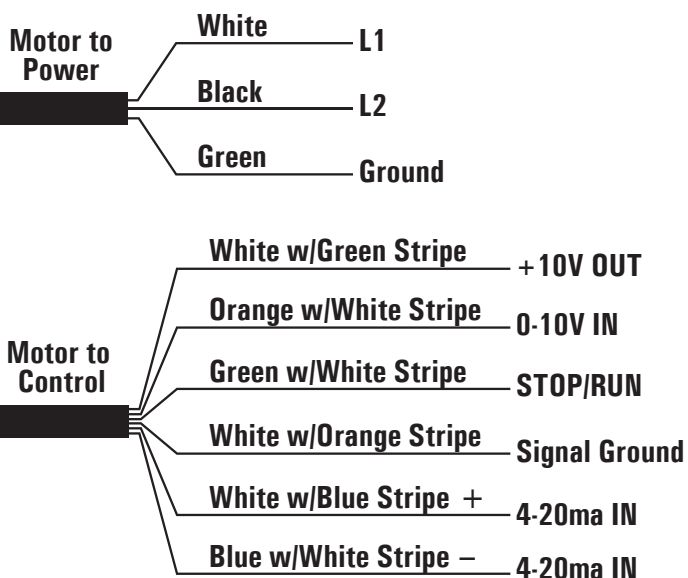 Motor to
Power
White
L1
Black
L2
Green
Ground
Motor to
Control
White w/Green Stripe
+10V OUT
Orange w/White Stripe
0-10V IN
Green w/White Stripe
STOP/RUN
White w/Orange Stripe
Signal Ground
White w/Blue Stripe +
4-20ma IN
Blue w/White Stripe −
4-20ma IN